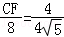 CF/8 = 4/4√5